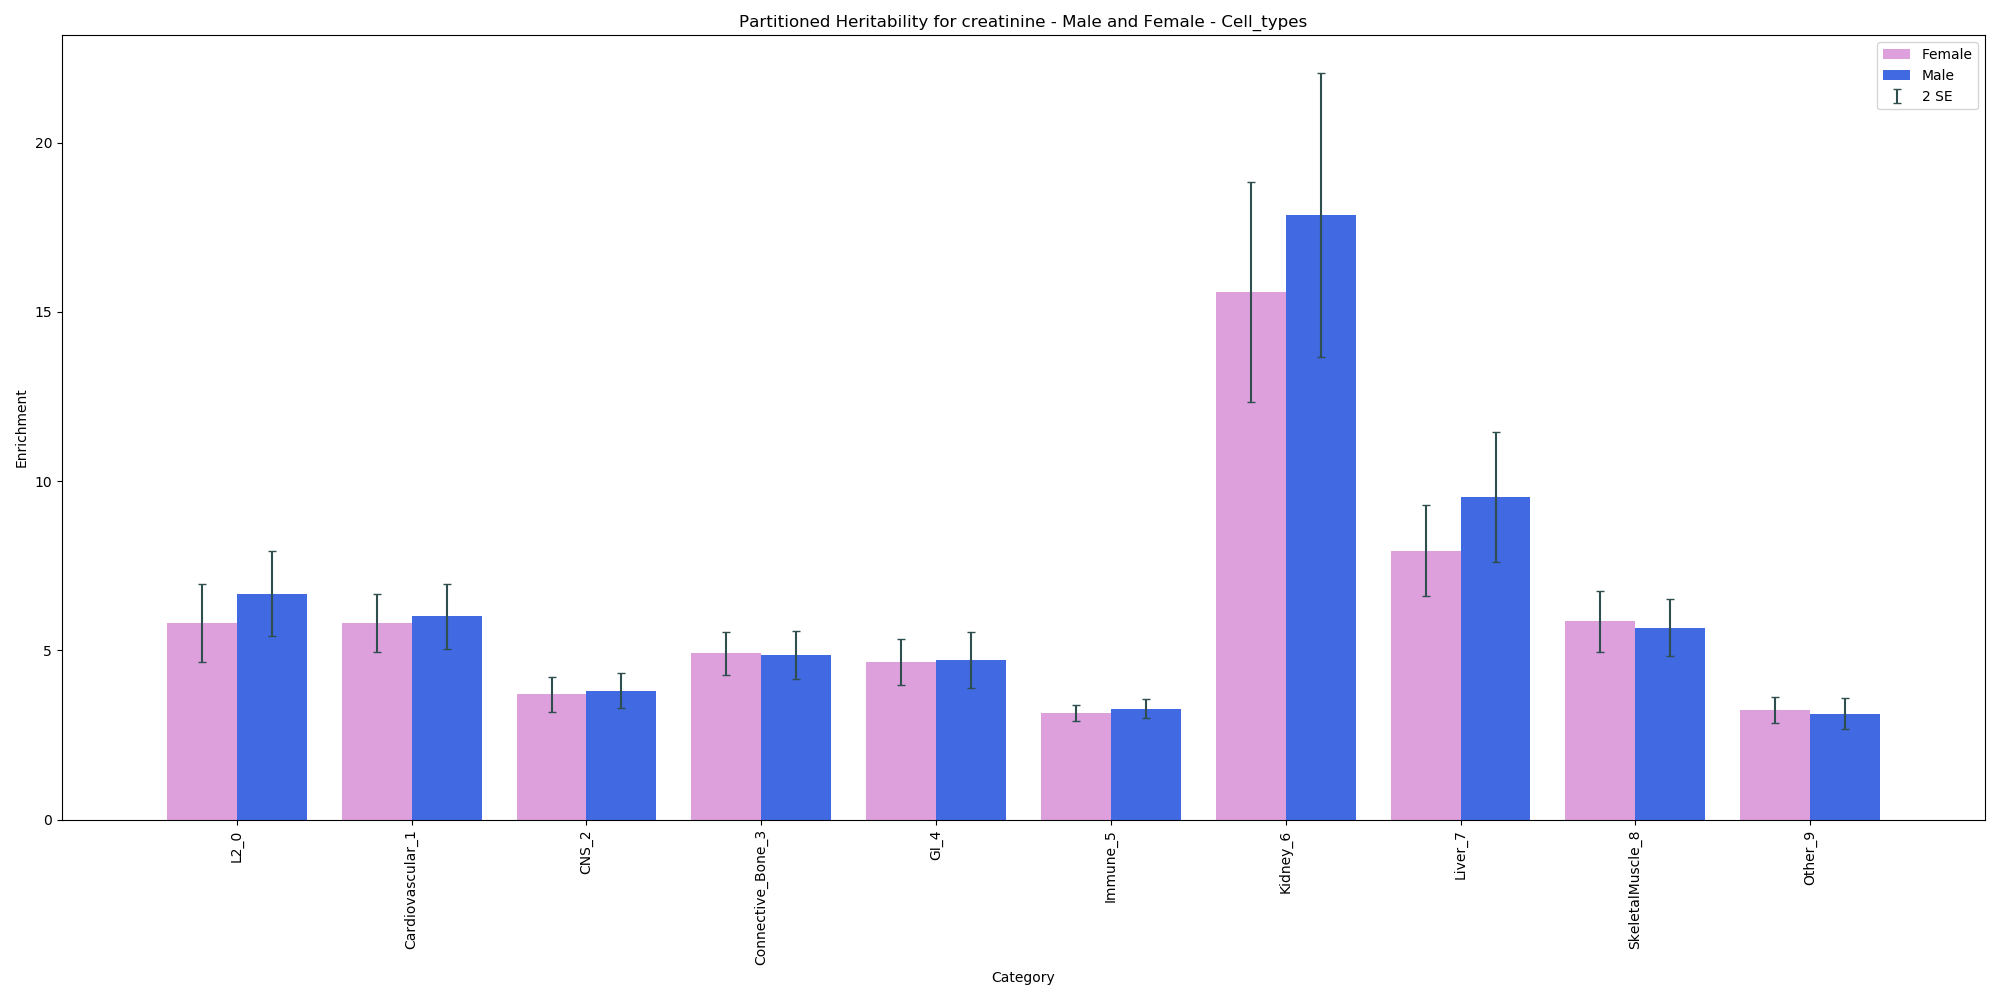 Partitioned Heritability for creatinine - Male and Female - Cell_types
Female
Male
2 SE
Enrichment
20
15
10
5
0
L2_0
Cardiovascular_1
CNS_2
Connective_Bone_3
GI_4
Immune_5
Kidney_6
Liver_7
SkeletalMuscle_8
Other_9
Category